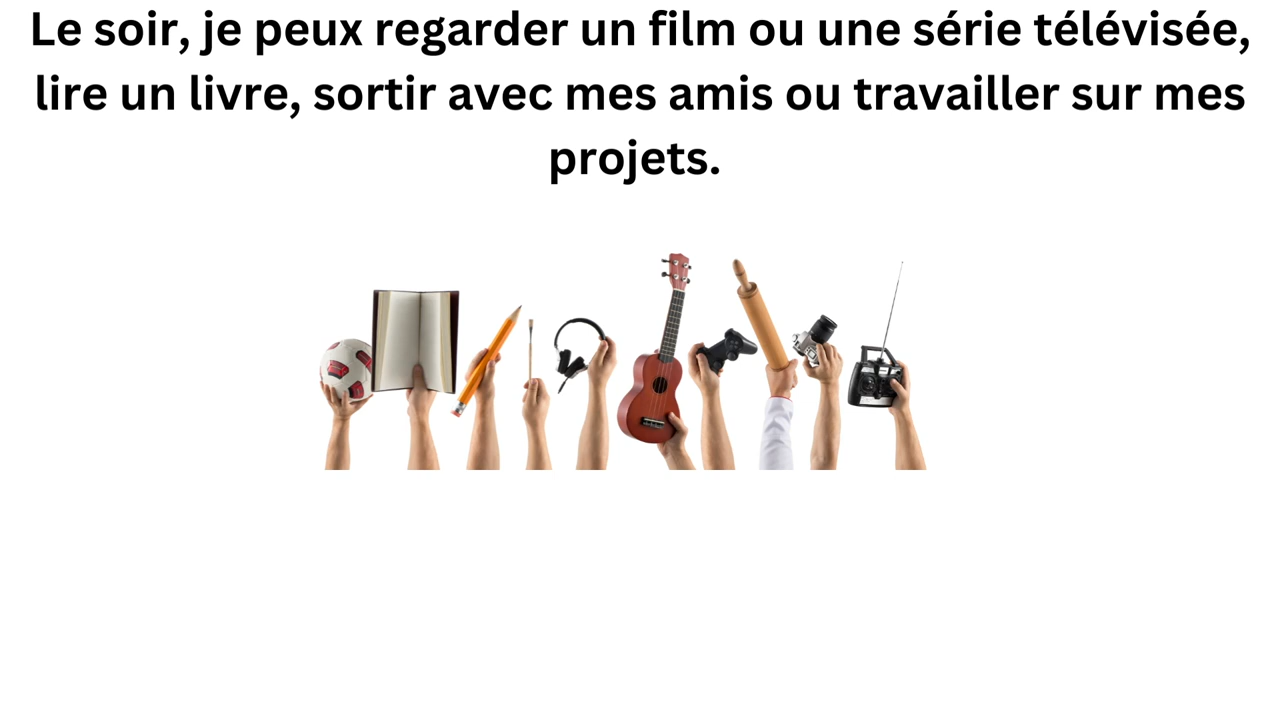 Le soir, je peux regarder un film ou une série télévisée,
lire un livre, sortir avec mes amis ou travailler sur mes
projets.